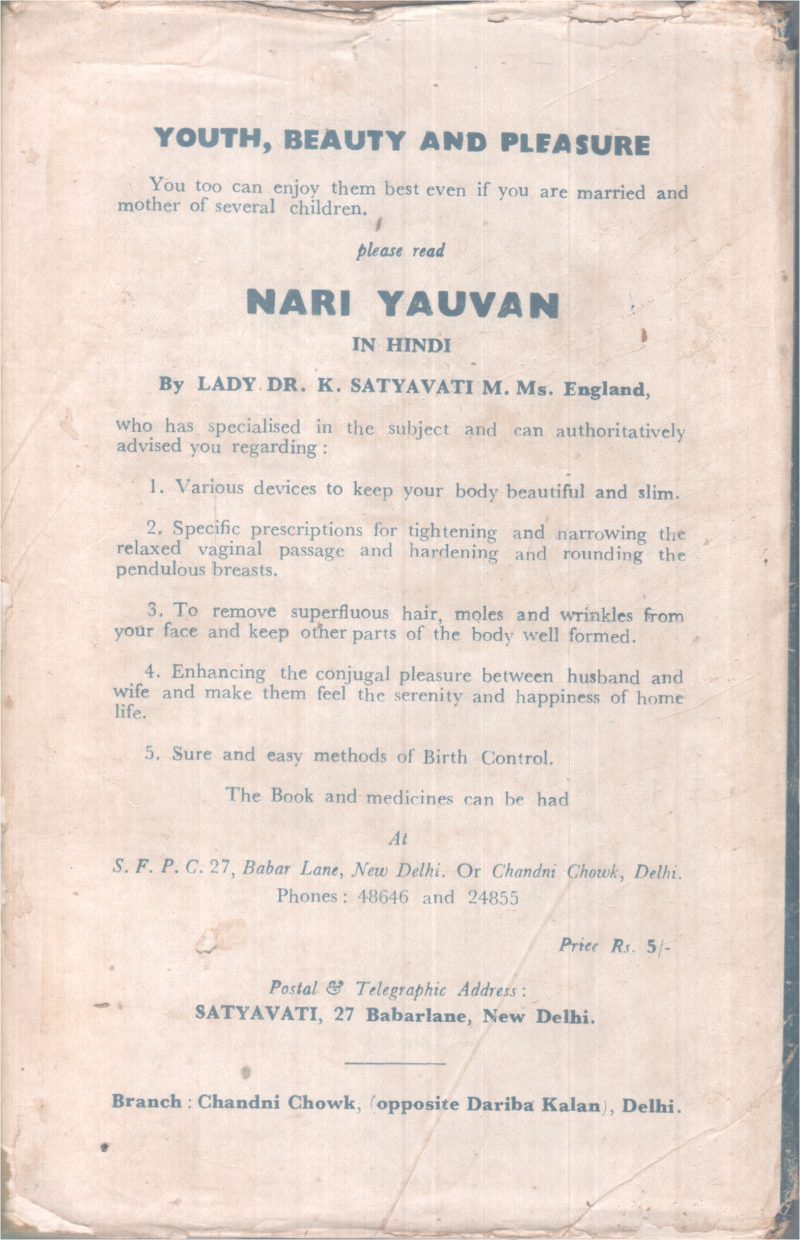 YOUTH, BEAUTY AND PLEASURE
You too can enjoy them best even if you are married and
mother of several children.
please read
NARI YAUVAN
IN HINDI
By LADY DR. K. SATYAVATI M. Ms. England,
who has specialised in the subject and can authoritatively
advised you regarding :
1. Various devices to keep your body beautiful and slim.
2. Specific prescriptions for tightening and narrowing the
relaxed vaginal passage and hardening and rounding the
pendulous breasts.
3. To remove superfluous hair, moles and wrinkles from
your face and keep other parts of the body well formed.
4. Enhancing the conjugal pleasure between husband and
wife and make them feel the serenity and happiness of home
life.
5. Sure and easy methods of Birth Control.
The Book and medicines can be had
At
S. F. P. C. 27, Babar Lane, New Delhi. Or Chandni Chowk, Delhi.
Phones : 48646 and 24855
Price Rs. 5/-
Postal & Telegraphic Address :
SATYAVATI, 27 Babarlane, New Delhi.
Branch : Chandni Chowk, (opposite Dariba Kalan), Delhi.